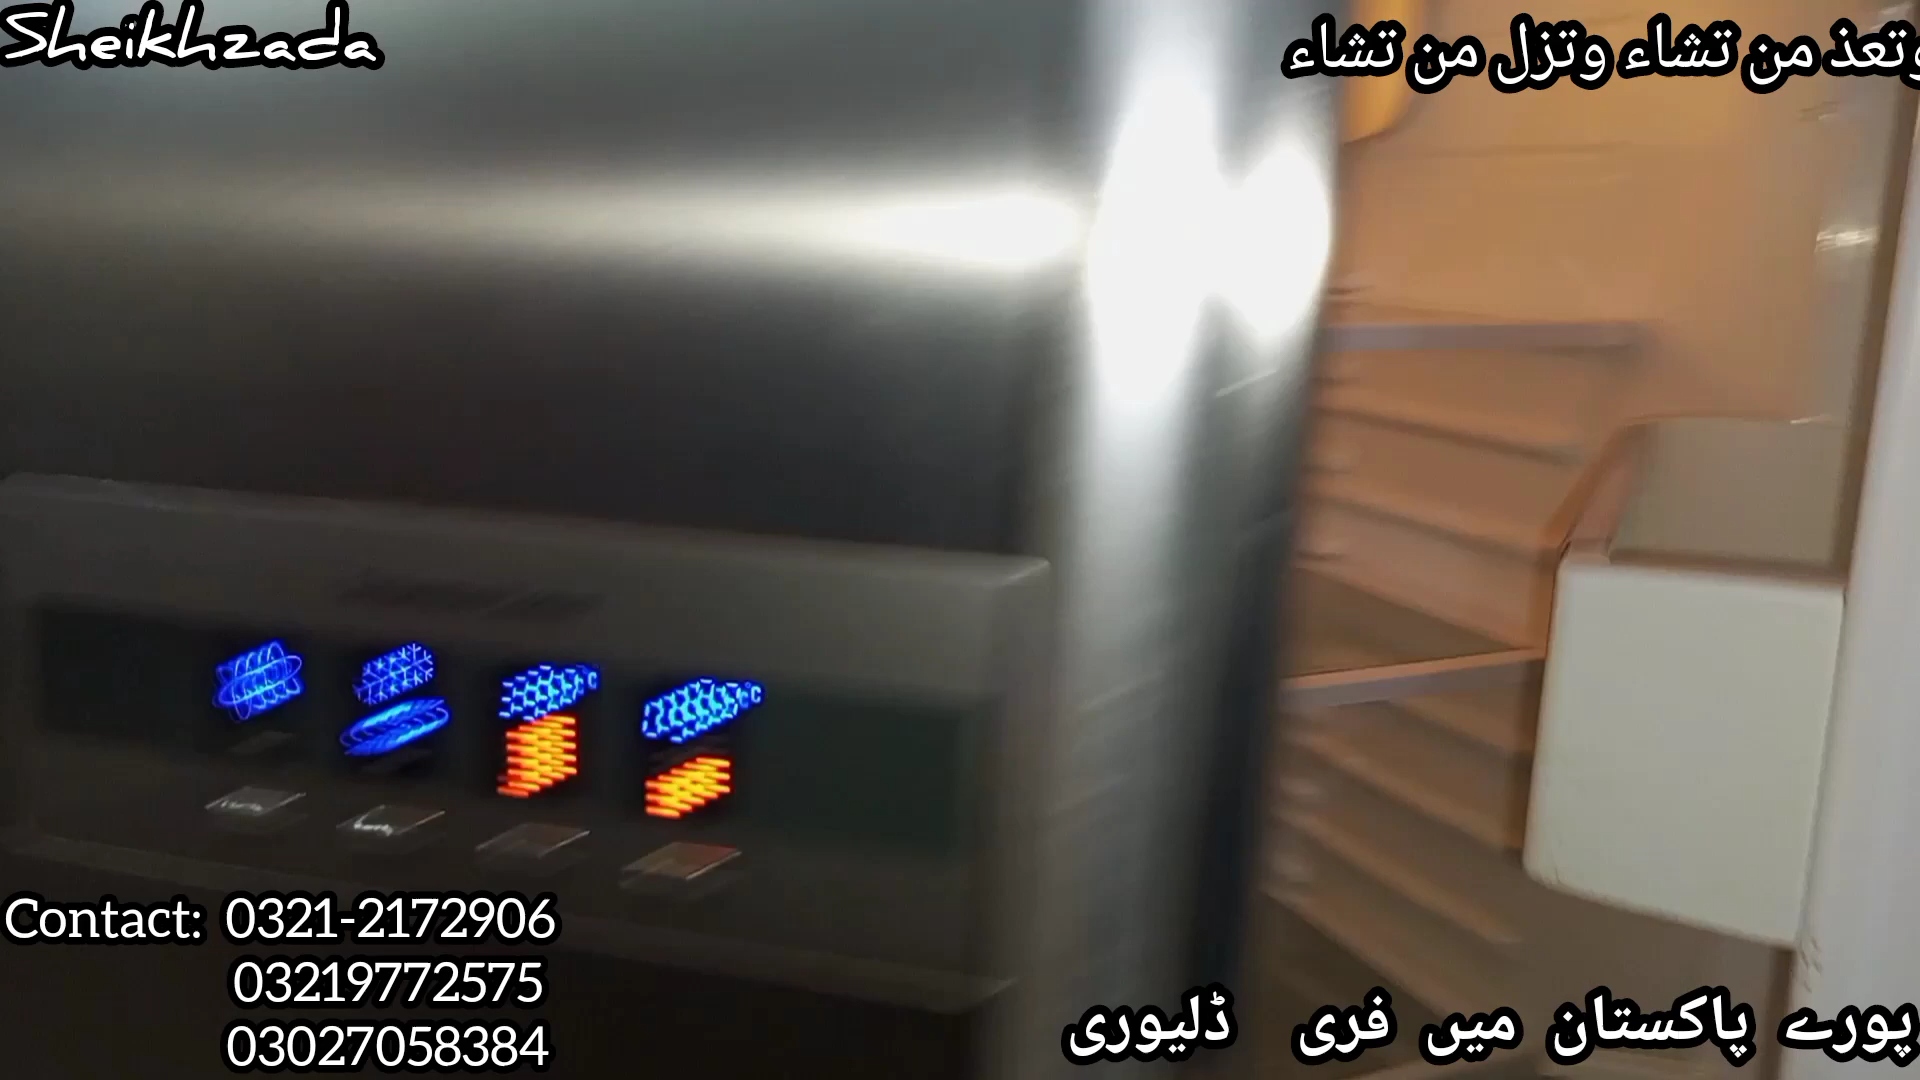 Sheikhzada
وتعذ من تشاء وتزل من تشاء
Contact: 0321-2172906
03219772575
03027058384
پورے پاکستان میں فری ڈلیوری